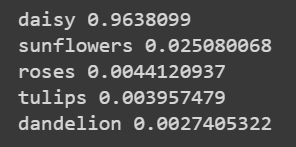 daisy 0.9638099
sunflowers 0.025080068
roses 0.0044120937
tulips 0.003957479
dandelion 0.0027405322